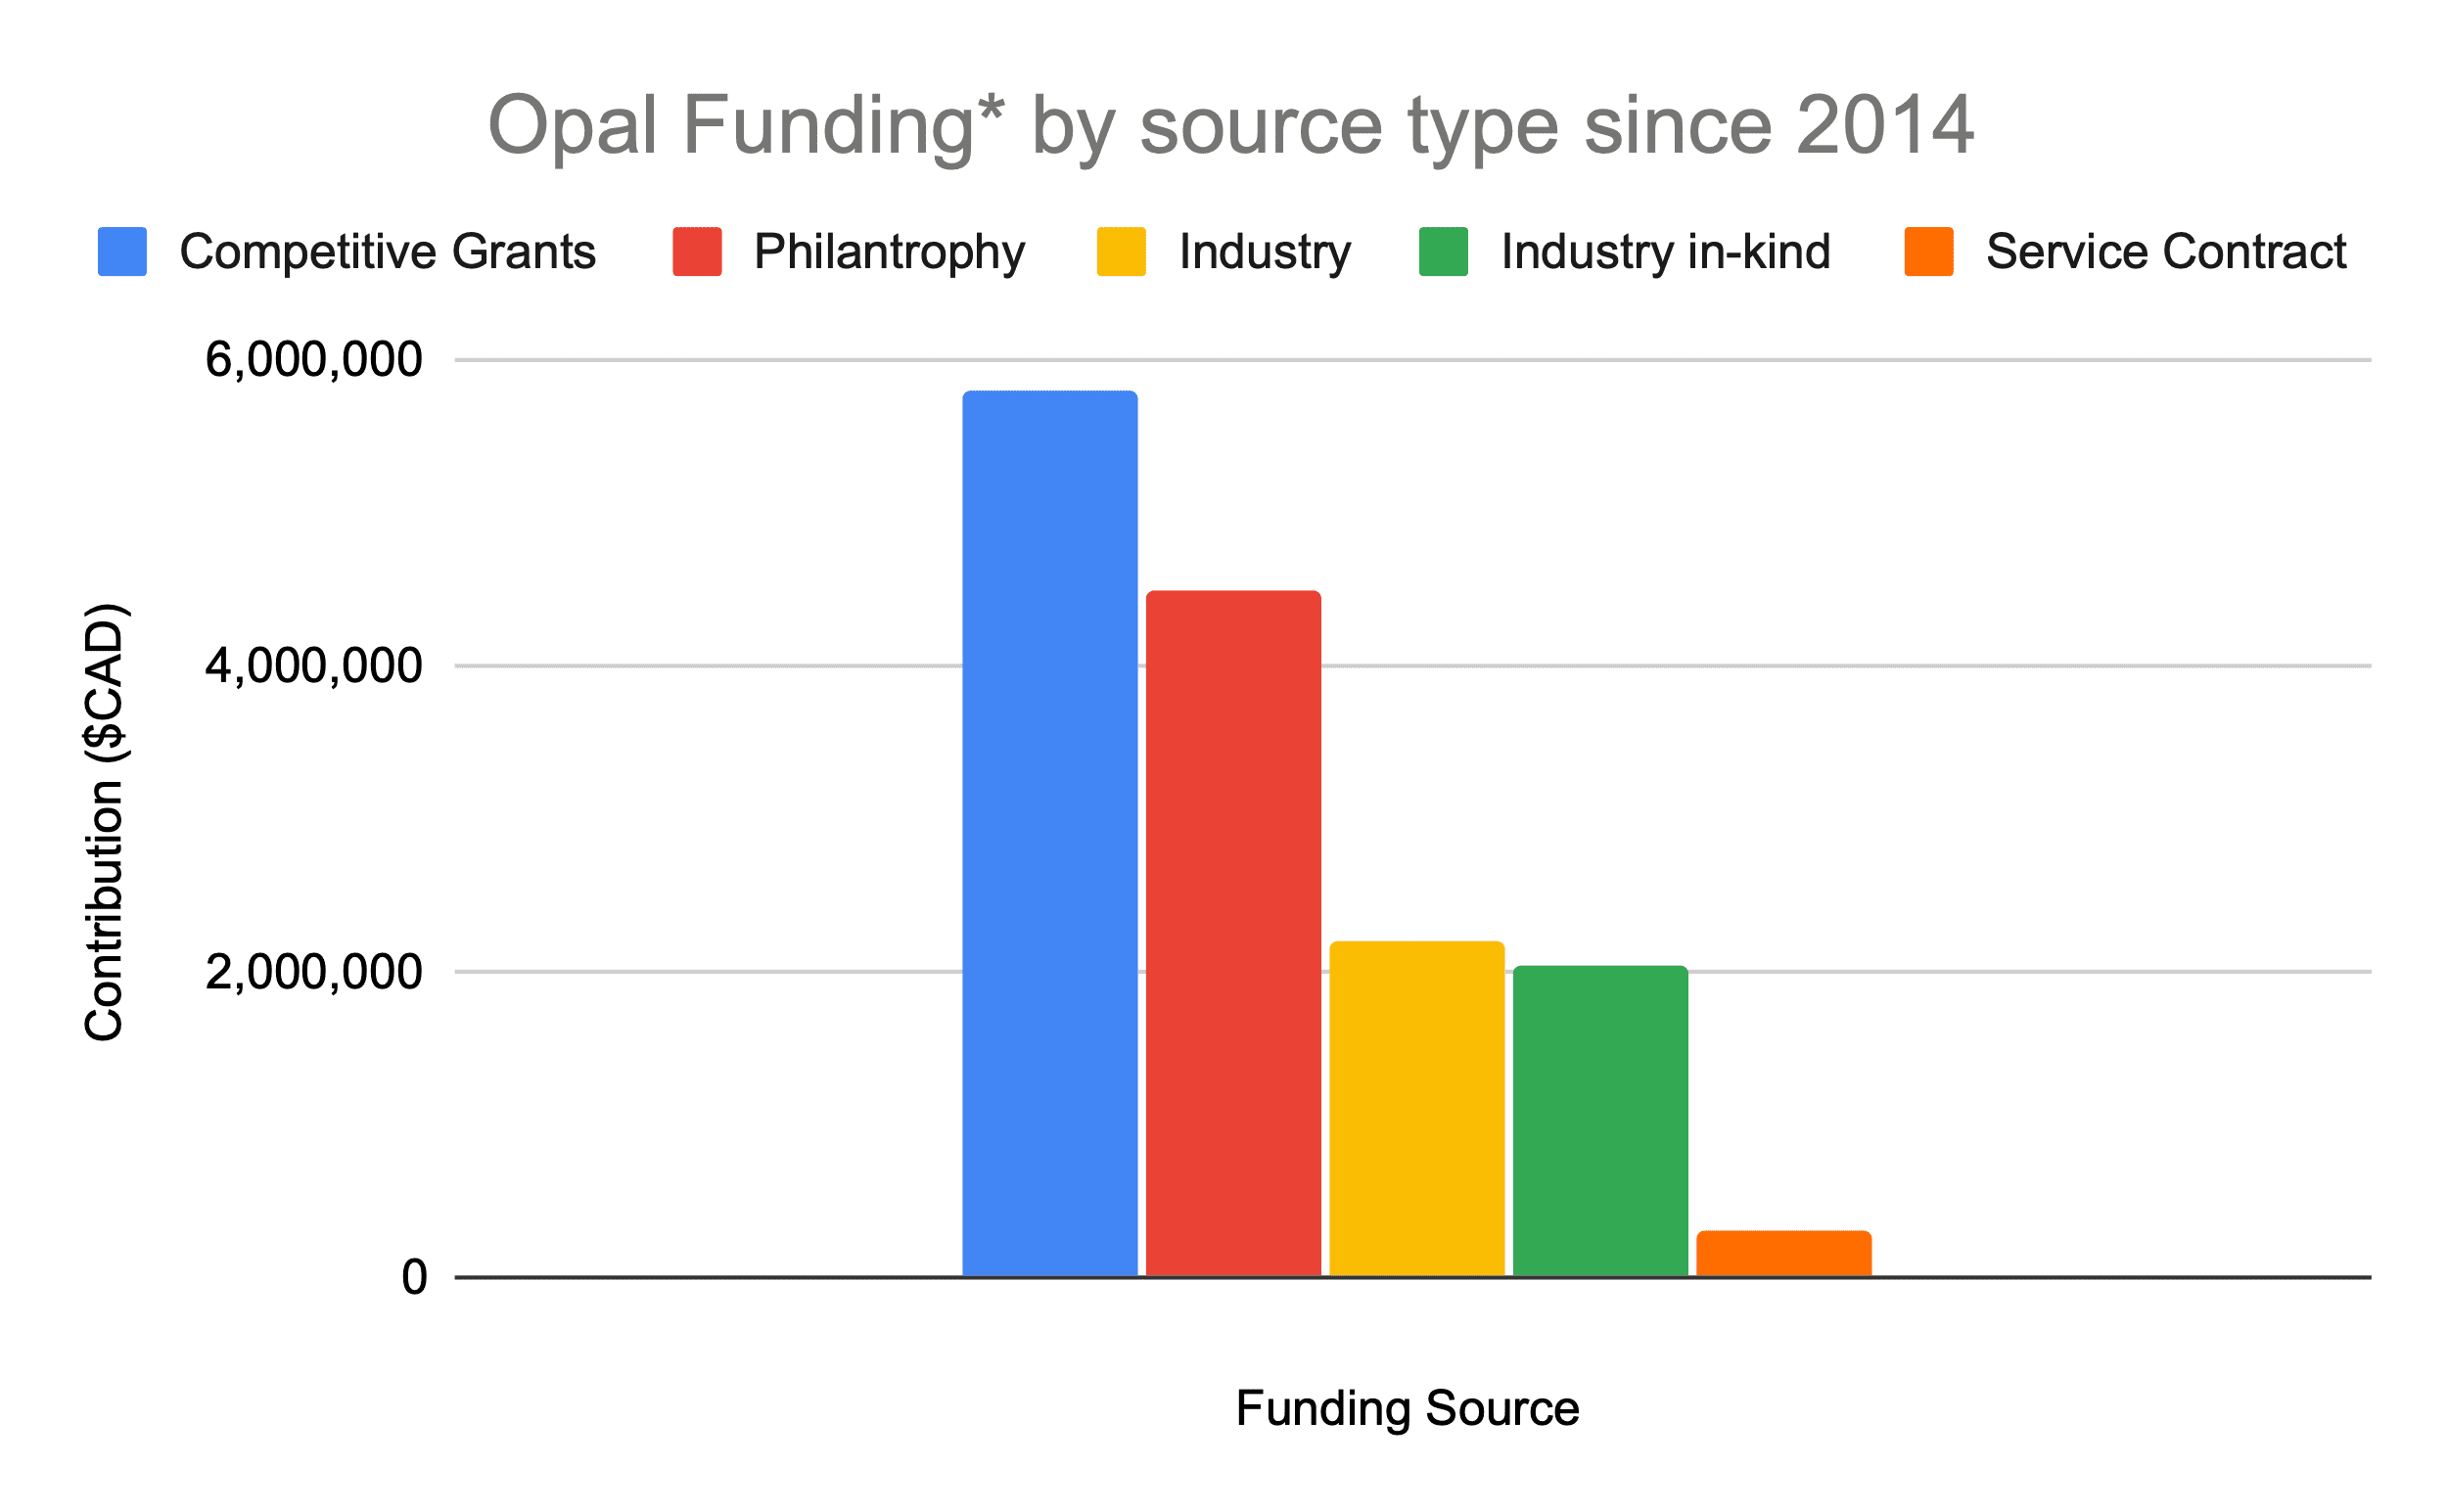 Opal Funding* by source type since 2014
Competitive Grants Philantrophy Industry Industry in-kind Service Contract
6,000,000
4,000,000
2,000,000
0
Contribution ($CAD)
Funding Source